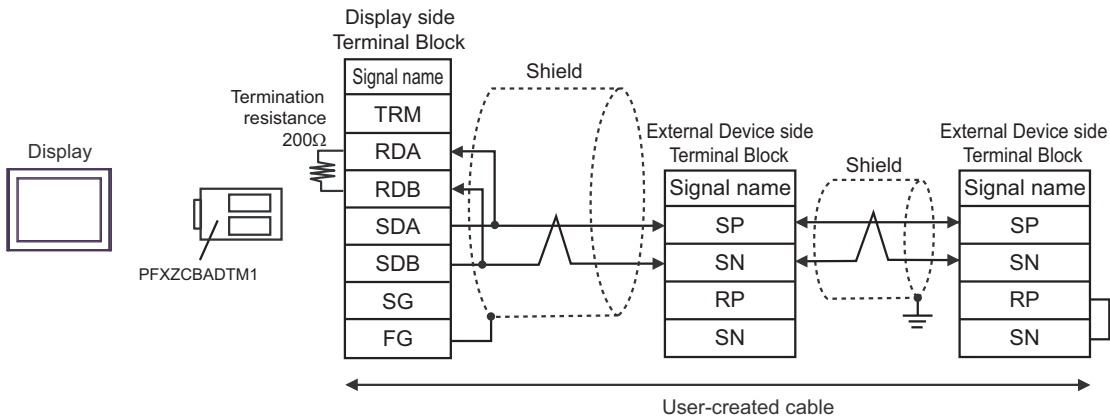 Display
PFXZCBADTM1
Termination
resistance
200Ω
Display side
Terminal Block
Signal name
TRM
RDA
RDB
SDA
SDB
SG
FG
Shield
External Device side
Terminal Block
Signal name
SP
SN
RP
SN
Shield
External Device side
Terminal Block
Signal name
SP
SN
RP
SN
User-created cable